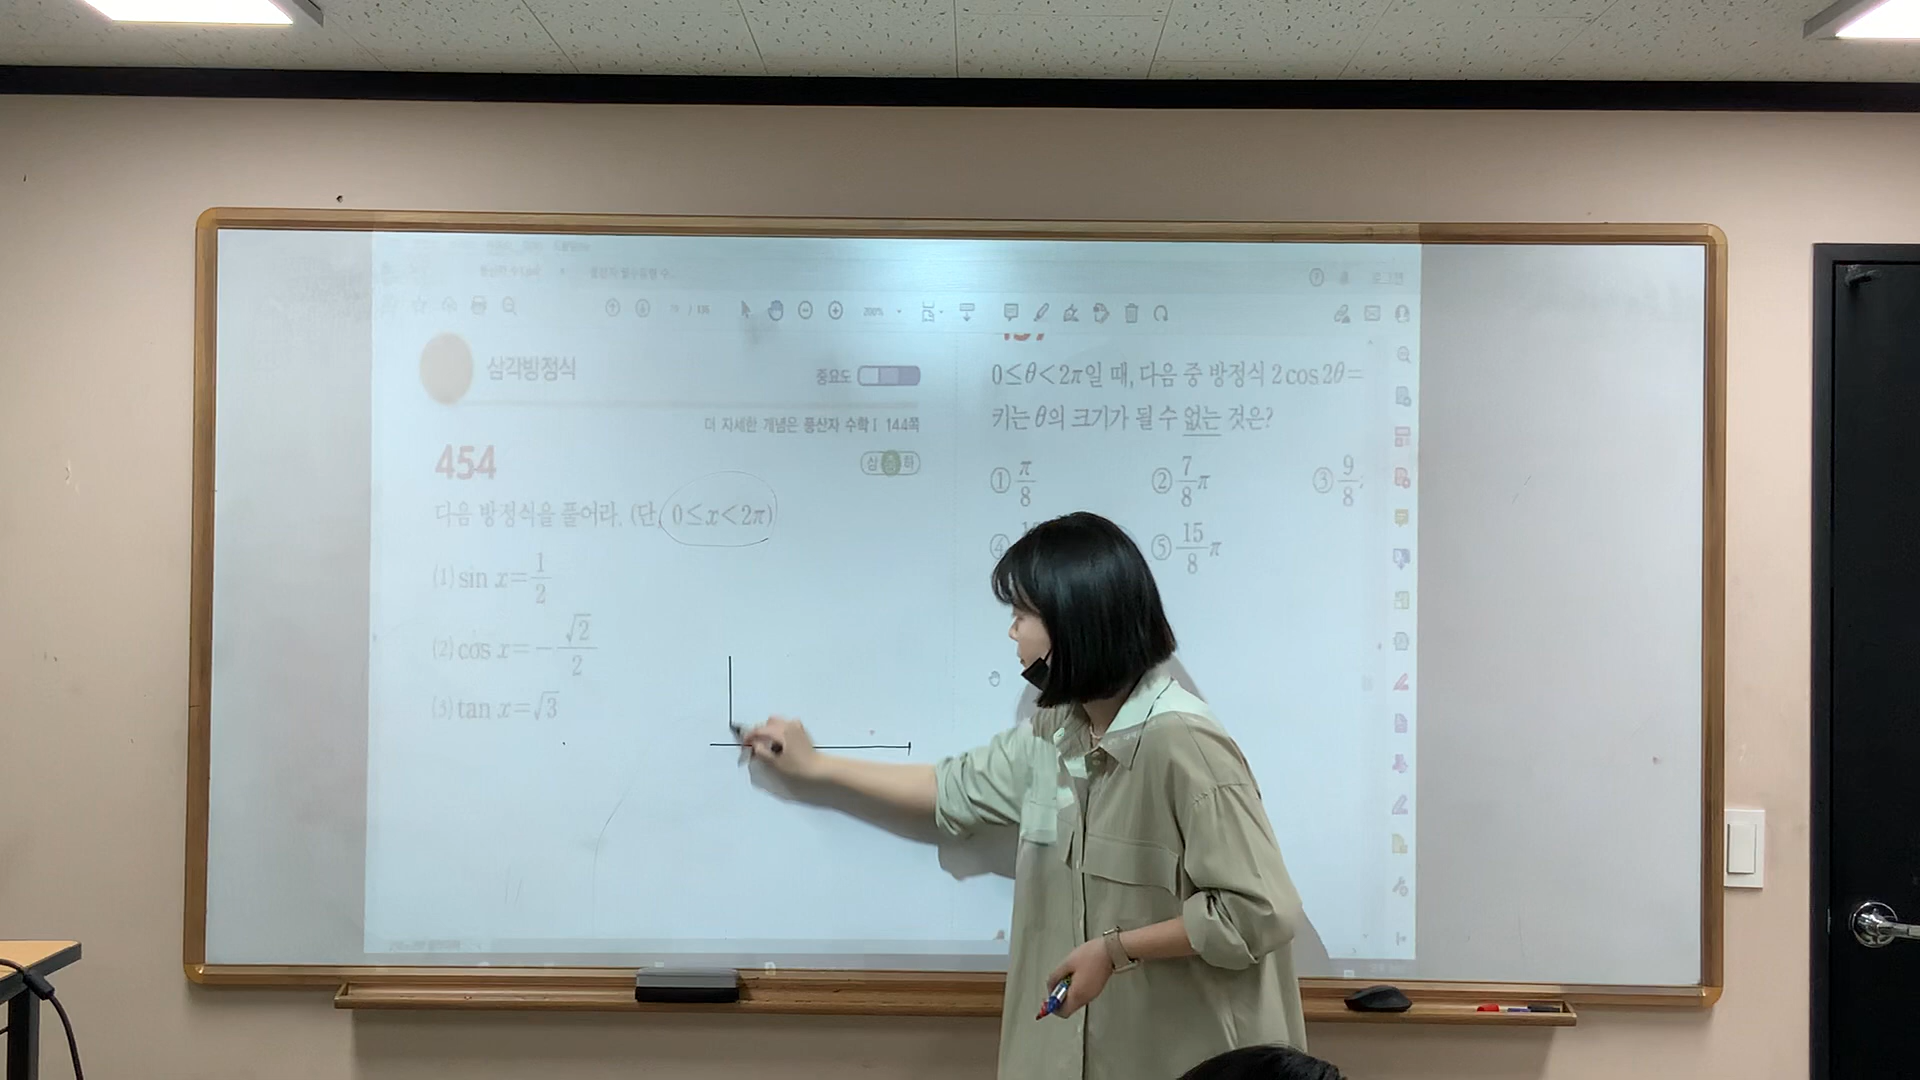 200%
삼각방정식
중요도
더 자세한 개념은 풍산자 수학Ⅰ 144쪽
454
상 중 하
다음 방정식을 풀어라. (단, 0≤x<2π)
(1) sin x=1/2
(2) cos x=-√2/2
(3) tan x=√3
0≤θ<2π일 때, 다음 중 방정식 2cos2θ=
키는 θ의 크기가 될 수 없는 것은?
① π/8
② 7/8π
③ 9/8
④
⑤ 15/8π